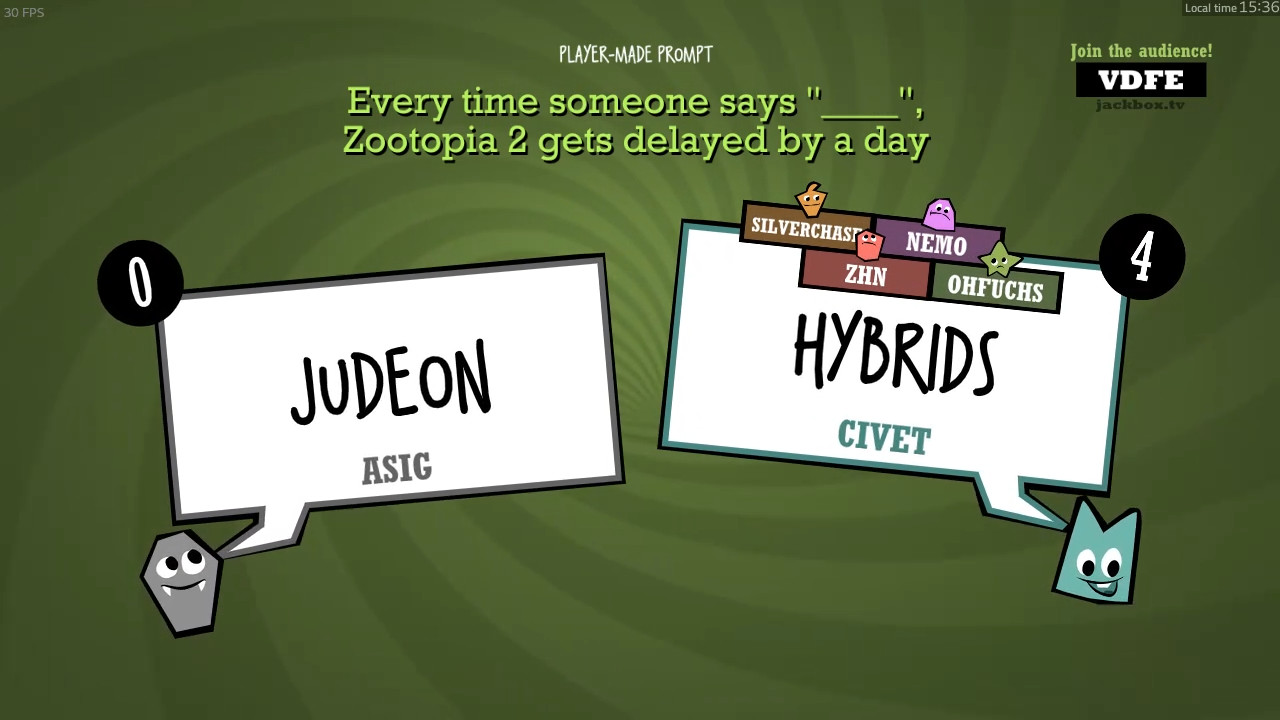 30 FPS
Local time 15:36
PLAYER-MADE PROMPT
Join the audience!
VDFE
jackbox.tv
Every time someone says "____",
Zootopia 2 gets delayed by a day
0
JUDEON
ASIG
SILVERCHASE
NEMO
ZHN
OHFUCHS
4
HYBRIDS
CIVET